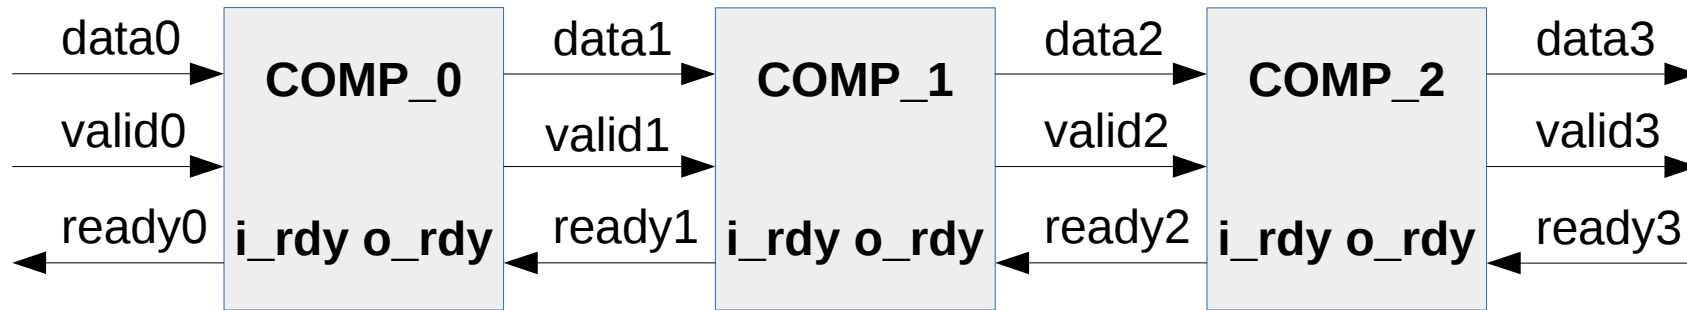 data0 COMP_0 data1 COMP_1 data2 COMP_2 data3
valid0 valid1 valid2 valid3
ready0 i_rdy o_rdy ready1 i_rdy o_rdy ready2 i_rdy o_rdy ready3